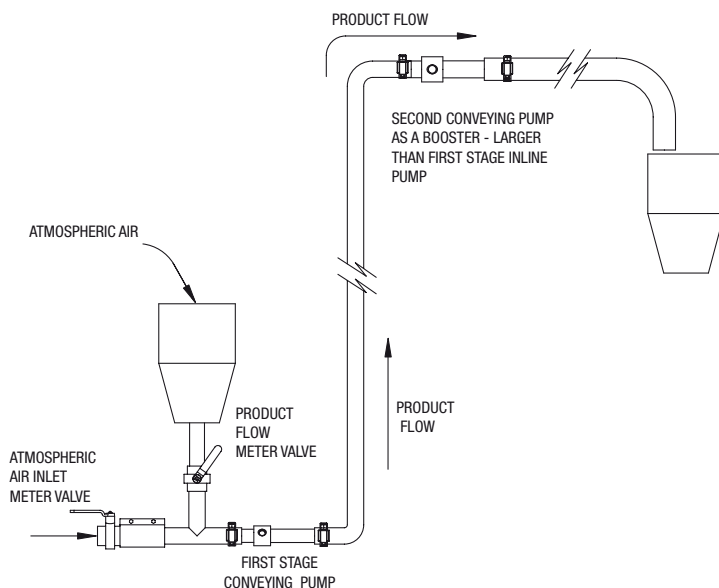 PRODUCT FLOW
SECOND CONVEYING PUMP
AS A BOOSTER - LARGER
THAN FIRST STAGE INLINE
PUMP
ATMOSPHERIC AIR
PRODUCT
FLOW
METER VALVE
PRODUCT
FLOW
ATMOSPHERIC
AIR INLET
METER VALVE
FIRST STAGE
CONVEYING PUMP